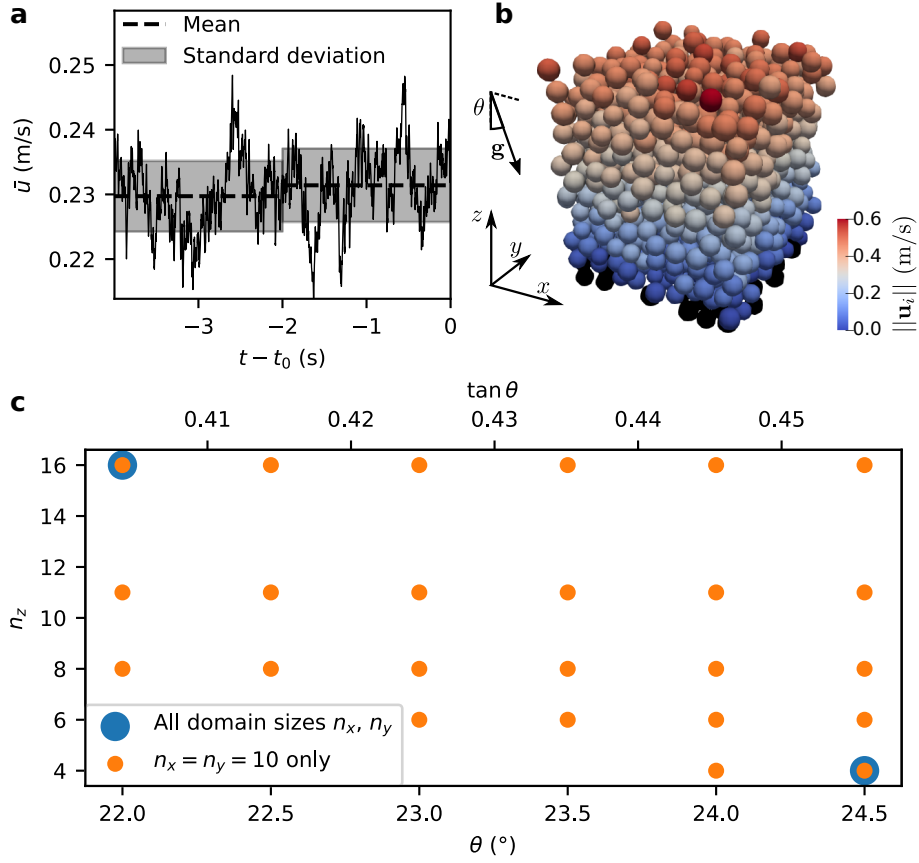 a
Mean
Standard deviation
0.25
0.24
0.23
0.22
ū (m/s)
−3
−2
−1
0
t − t₀ (s)
b
θ
g
z
y
x
0.6
0.4
0.2
0.0
||uᵢ|| (m/s)
c
tan θ
0.41 0.42 0.43 0.44 0.45
16
14
12
10
8
6
4
n_z
All domain sizes nₓ, n_y
nₓ = n_y = 10 only
22.0 22.5 23.0 23.5 24.0 24.5
θ (°)